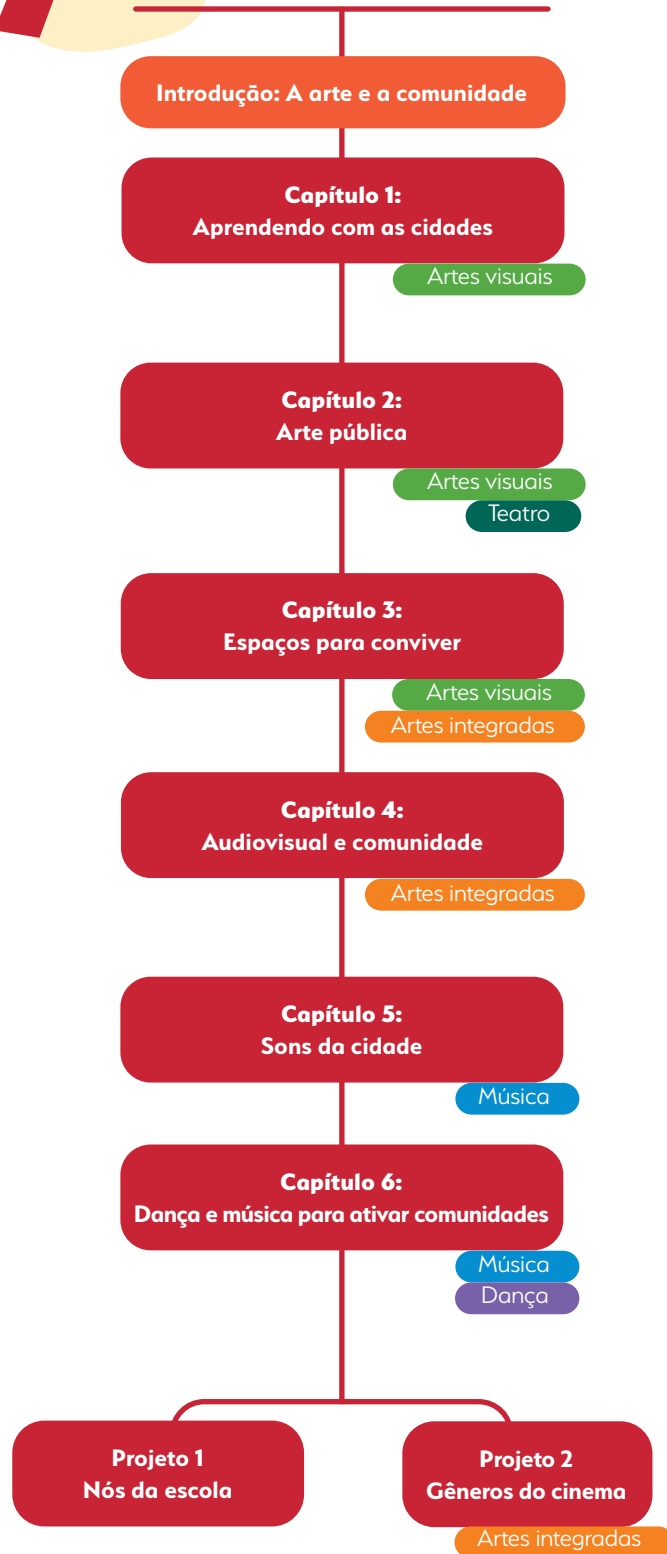 Introdução: A arte e a comunidade
Capítulo 1:
Aprendendo com as cidades
Artes visuais
Capítulo 2:
Arte pública
Artes visuais
Teatro
Capítulo 3:
Espaços para conviver
Artes visuais
Artes integradas
Capítulo 4:
Audiovisual e comunidade
Artes integradas
Capítulo 5:
Sons da cidade
Música
Capítulo 6:
Dança e música para ativar comunidades
Música
Dança
Projeto 1
Nós da escola
Projeto 2
Gêneros do cinema
Artes integradas